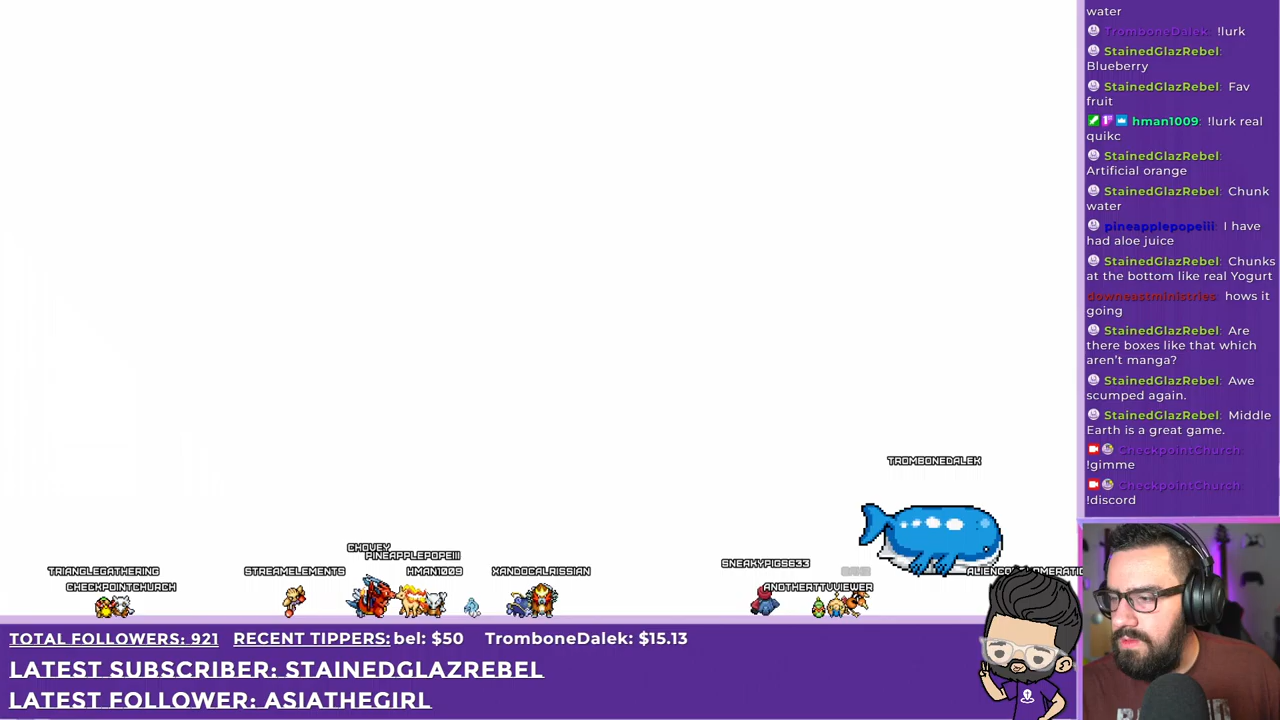 water
TromboneDalek: !lurk
StainedGlazRebel:
Blueberry
StainedGlazRebel: Fav
fruit
hman1009: !lurk real
quikc
StainedGlazRebel:
Artificial orange
StainedGlazRebel: Chunk
water
pineapplepopeiii: I have
had aloe juice
StainedGlazRebel: Chunks
at the bottom like real Yogurt
downeastministries: hows it
going
StainedGlazRebel: Are
there boxes like that which
aren't manga?
StainedGlazRebel: Awe
scumped again.
StainedGlazRebel: Middle
Earth is a great game.
CheckpointChurch:
!gimme
CheckpointChurch:
!discord
TROMBONEDALEK
CHOVEY
PINEAPPLEPOPEIII
TRIANGLEGATHERING
STREAMELEMENTS
HMAN1009
XANDOCALRISSIAN
SNEAKYPIGS633
CHECKPOINTCHURCH
ANOTHERTTVVIEWER
TOTAL FOLLOWERS: 921 RECENT TIPPERS: bel: $50 TromboneDalek: $15.13
LATEST SUBSCRIBER: STAINEDGLAZREBEL
LATEST FOLLOWER: ASIATHEGIRL